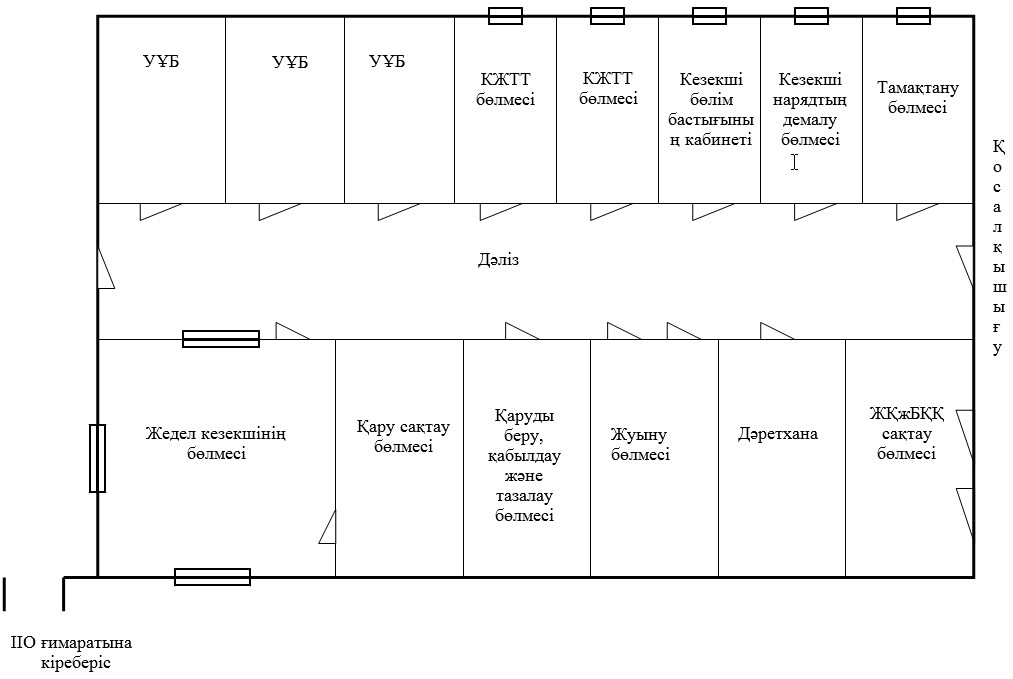 УҰБ
УҰБ
УҰБ
КЖТТ
бөлмесі
КЖТТ
бөлмесі
Кезекші
бөлім
бастығыны
ң кабинеті
Кезекші
нарядтың
демалу
бөлмесі
Тамақтану
бөлмесі
Қ
о
с
а
л
қ
ы
ш
ы
ғ
у
Дәліз
Жедел кезекшінің
бөлмесі
Қару сақтау
бөлмесі
Қаруды
беру,
қабылдау
және
тазалау
бөлмесі
Жуыну
бөлмесі
Дәретхана
ЖҚжБҚҚ
сақтау
бөлмесі
ІІО ғимаратына
кіреберіс